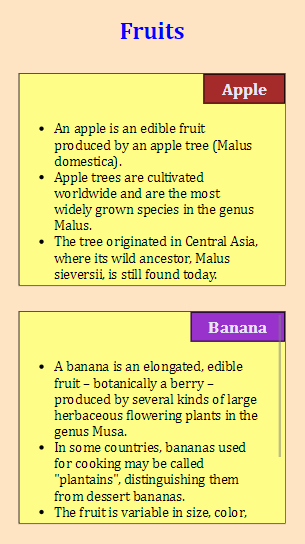 Fruits
Apple
• An apple is an edible fruit
produced by an apple tree (Malus
domestica).
• Apple trees are cultivated
worldwide and are the most
widely grown species in the genus
Malus.
• The tree originated in Central Asia,
where its wild ancestor, Malus
sieversii, is still found today.
Banana
• A banana is an elongated, edible
fruit – botanically a berry –
produced by several kinds of large
herbaceous flowering plants in the
genus Musa.
• In some countries, bananas used
for cooking may be called
"plantains", distinguishing them
from dessert bananas.
• The fruit is variable in size, color,